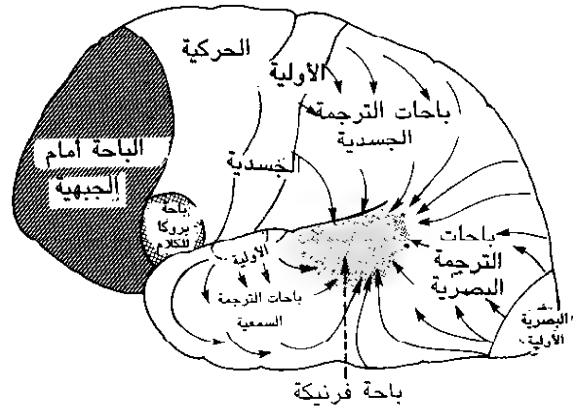 الحركية
الأولية
جسدية
باحات الترجمة
الجسدية
الباحة أمام
الجبهية
باحة
بروكا
للكلام
الأولية
باحات الترجمة
السمعية
باحات
الترجمة
البصرية
البصرية
الأولية
باحة فرنيكة